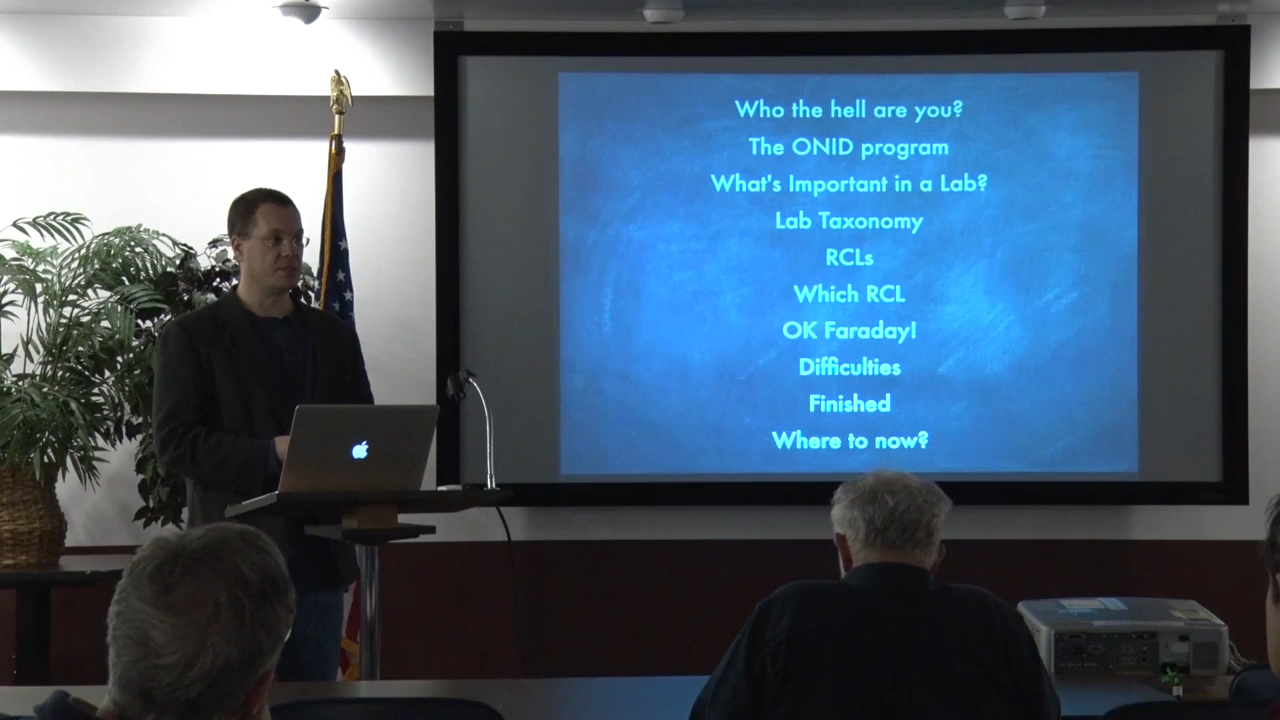 Who the hell are you?
The ONID program
What's Important in a Lab?
Lab Taxonomy
RCLs
Which RCL
OK Faraday!
Difficulties
Finished
Where to now?